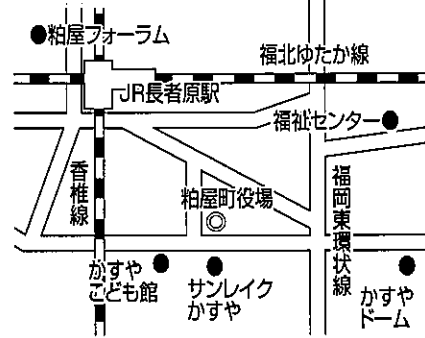 粕屋フォーラム
福北ゆたか線
JR長者原駅
福祉センター
香椎線
粕屋町役場
福岡東環状線
かすや
こども館
サンレイク
かすや
かすや
ドーム